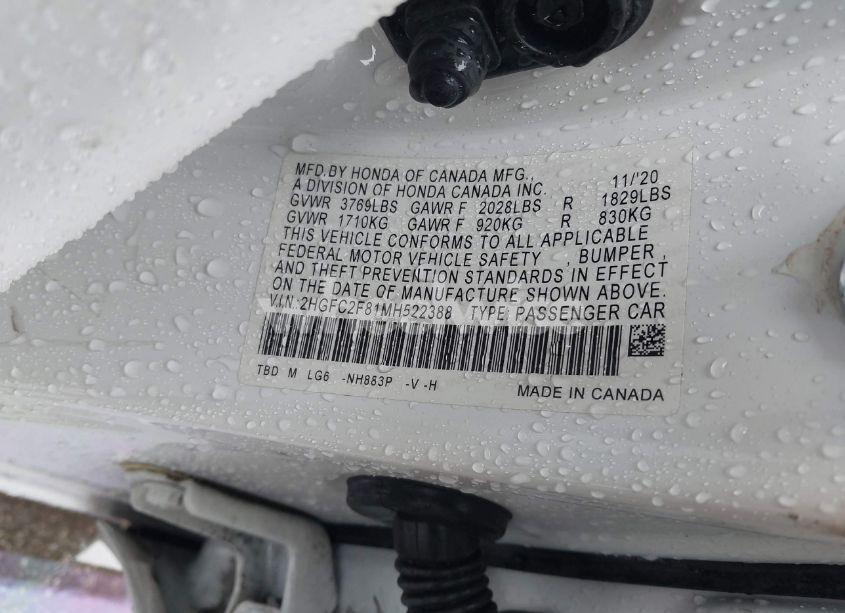 MFD. BY HONDA OF CANADA MFG., 11/'20
A DIVISION OF HONDA CANADA INC.
GVWR 3769LBS GAWR F 2028LBS R 1829LBS
GVWR 1710KG GAWR F 920KG R 830KG
THIS VEHICLE CONFORMS TO ALL APPLICABLE
FEDERAL MOTOR VEHICLE SAFETY , BUMPER,
AND THEFT PREVENTION STANDARDS IN EFFECT
ON THE DATE OF MANUFACTURE SHOWN ABOVE.
V.I.N.:2HGFC2F81MH522388 TYPE: PASSENGER CAR
TBD M LG6 -NH883P -V -H
MADE IN CANADA